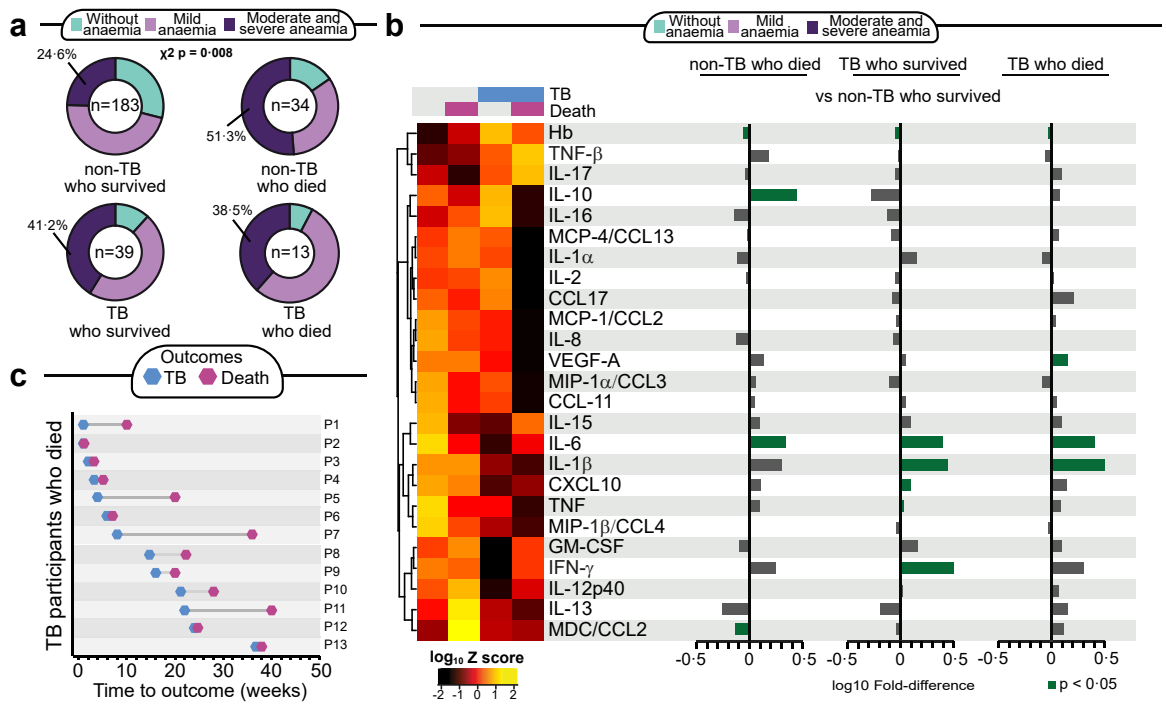 a
Without anaemia
Mild anaemia
Moderate and severe aneamia
χ2 p = 0·008
24·6%
n=183
non-TB who survived
51·3%
n=34
non-TB who died
41·2%
n=39
TB who survived
38·5%
n=13
TB who died
b
Without anaemia
Mild anaemia
Moderate and severe aneamia
non-TB who died
TB who survived
TB who died
vs non-TB who survived
TB
Death
Hb
TNF-β
IL-17
IL-10
IL-16
MCP-4/CCL13
IL-1α
IL-2
CCL17
MCP-1/CCL2
IL-8
VEGF-A
MIP-1α/CCL3
CCL-11
IL-15
IL-6
IL-1β
CXCL10
TNF
MIP-1β/CCL4
GM-CSF
IFN-γ
IL-12p40
IL-13
MDC/CCL2
log10 Z score
-2 -1 0 1 2
-0·5 0 0·5
-0·5 0 0·5
-0·5 0 0·5
log10 Fold-difference
p < 0·05
c
Outcomes
TB Death
TB participants who died
P1
P2
P3
P4
P5
P6
P7
P8
P9
P10
P11
P12
P13
0 10 20 30 40 50
Time to outcome (weeks)